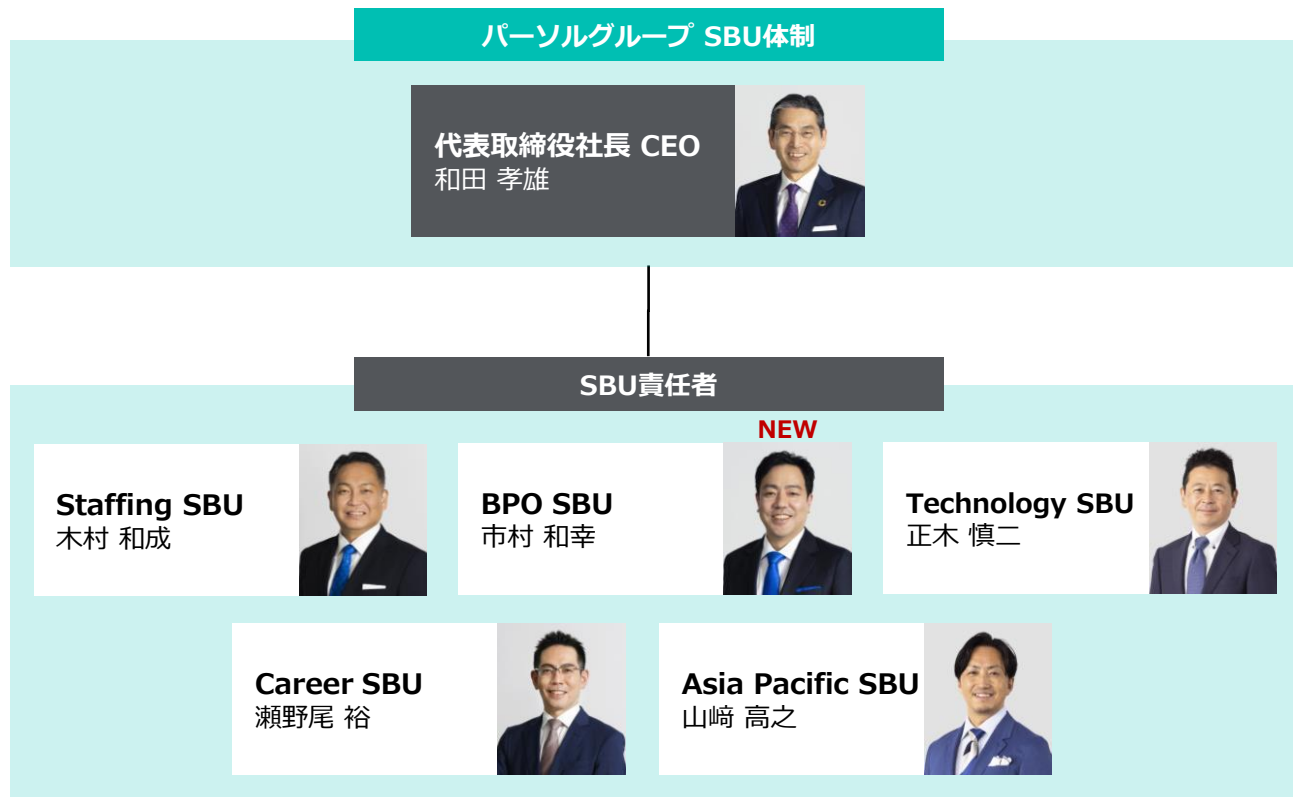 パーソルグループ SBU体制
代表取締役社長 CEO
和田 孝雄
SBU責任者
Staffing SBU
木村 和成
NEW
BPO SBU
市村 和幸
Technology SBU
正木 慎二
Career SBU
瀬野尾 裕
Asia Pacific SBU
山﨑 高之